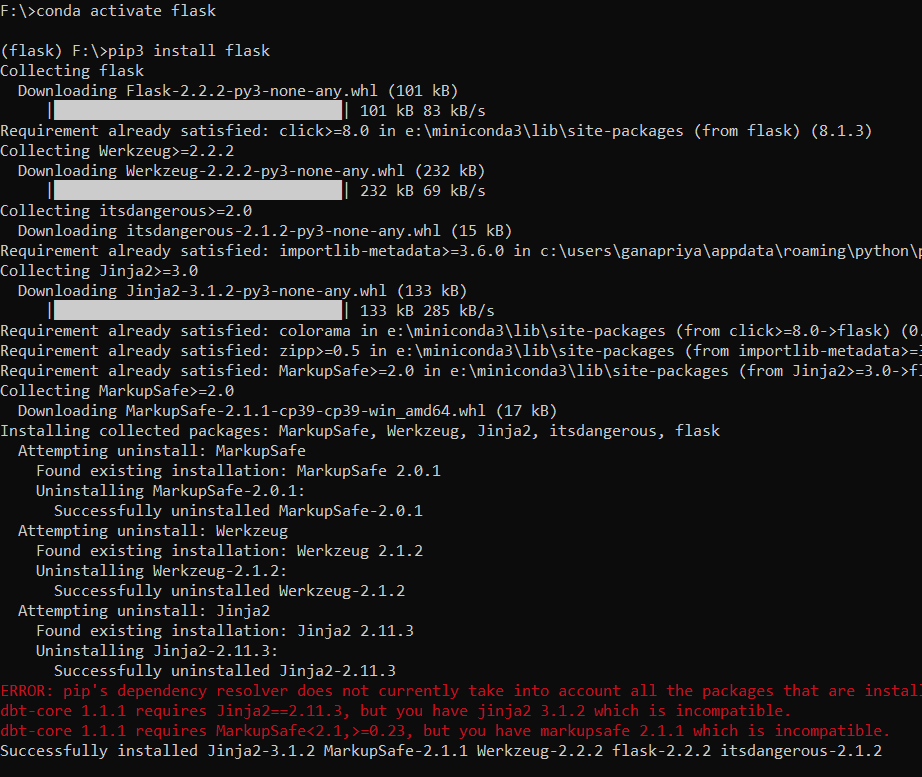 F:\>conda activate flask
(flask) F:\>pip3 install flask
Collecting flask
Downloading Flask-2.2.2-py3-none-any.whl (101 kB)
| | 101 kB 83 kB/s
Requirement already satisfied: click>=8.0 in e:\miniconda3\lib\site-packages (from flask) (8.1.3)
Collecting Werkzeug>=2.2.2
Downloading Werkzeug-2.2.2-py3-none-any.whl (232 kB)
| | 232 kB 69 kB/s
Collecting itsdangerous>=2.0
Downloading itsdangerous-2.1.2-py3-none-any.whl (15 kB)
Requirement already satisfied: importlib-metadata>=3.6.0 in c:\users\ganapriya\appdata\roaming\python\p
Collecting Jinja2>=3.0
Downloading Jinja2-3.1.2-py3-none-any.whl (133 kB)
| | 133 kB 285 kB/s
Requirement already satisfied: colorama in e:\miniconda3\lib\site-packages (from click>=8.0->flask) (0.
Requirement already satisfied: zipp>=0.5 in e:\miniconda3\lib\site-packages (from importlib-metadata>=3
Requirement already satisfied: MarkupSafe>=2.0 in e:\miniconda3\lib\site-packages (from Jinja2>=3.0->fl
Collecting MarkupSafe>=2.0
Downloading MarkupSafe-2.1.1-cp39-cp39-win_amd64.whl (17 kB)
Installing collected packages: MarkupSafe, Werkzeug, Jinja2, itsdangerous, flask
Attempting uninstall: MarkupSafe
Found existing installation: MarkupSafe 2.0.1
Uninstalling MarkupSafe-2.0.1:
Successfully uninstalled MarkupSafe-2.0.1
Attempting uninstall: Werkzeug
Found existing installation: Werkzeug 2.1.2
Uninstalling Werkzeug-2.1.2:
Successfully uninstalled Werkzeug-2.1.2
Attempting uninstall: Jinja2
Found existing installation: Jinja2 2.11.3
Uninstalling Jinja2-2.11.3:
Successfully uninstalled Jinja2-2.11.3
ERROR: pip's dependency resolver does not currently take into account all the packages that are instal
dbt-core 1.1.1 requires Jinja2==2.11.3, but you have jinja2 3.1.2 which is incompatible.
dbt-core 1.1.1 requires MarkupSafe<2.1,>=0.23, but you have markupsafe 2.1.1 which is incompatible.
Successfully installed Jinja2-3.1.2 MarkupSafe-2.1.1 Werkzeug-2.2.2 flask-2.2.2 itsdangerous-2.1.2